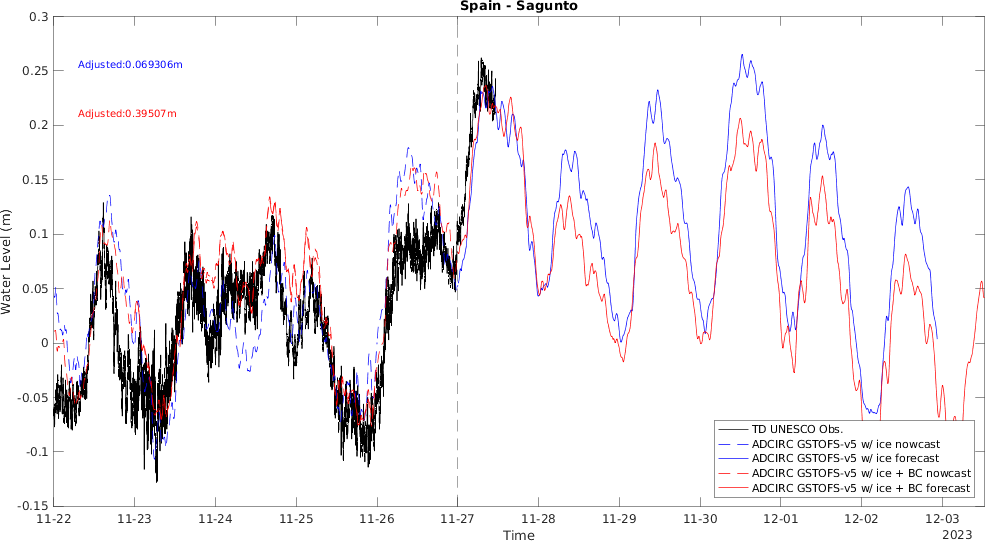 Spain - Sagunto
0.3
0.25
0.2
0.15
0.1
0.05
0
-0.05
-0.1
-0.15
Water Level (m)
Adjusted:0.069306m
Adjusted:0.39507m
TD UNESCO Obs.
ADCIRC GSTOFS-v5 w/ ice nowcast
ADCIRC GSTOFS-v5 w/ ice forecast
ADCIRC GSTOFS-v5 w/ ice + BC nowcast
ADCIRC GSTOFS-v5 w/ ice + BC forecast
11-22 11-23 11-24 11-25 11-26 11-27 11-28 11-29 11-30 12-01 12-02 12-03
Time
2023